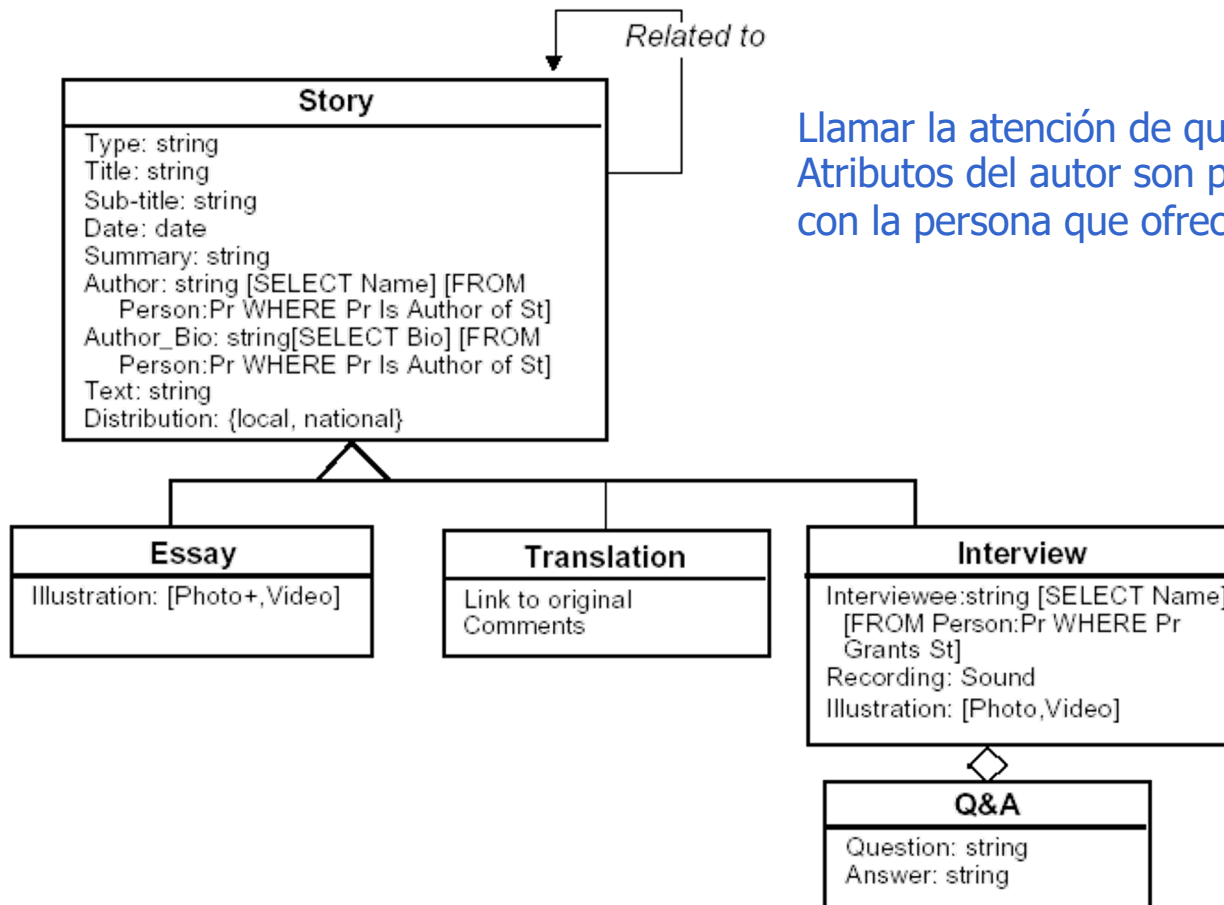 Related to
Story
Type: string
Title: string
Sub-title: string
Date: date
Summary: string
Author: string [SELECT Name] [FROM
Person:Pr WHERE Pr Is Author of St]
Author_Bio: string[SELECT Bio] [FROM
Person:Pr WHERE Pr Is Author of St]
Text: string
Distribution: {local, national}
Llamar la atención de
Atributos del autor son
con la persona que
Essay
Illustration: [Photo+,Video]
Translation
Link to original
Comments
Interview
Interviewee:string [SELECT Name]
[FROM Person:Pr WHERE Pr
Grants St]
Recording: Sound
Illustration: [Photo,Video]
Q&A
Question: string
Answer: string